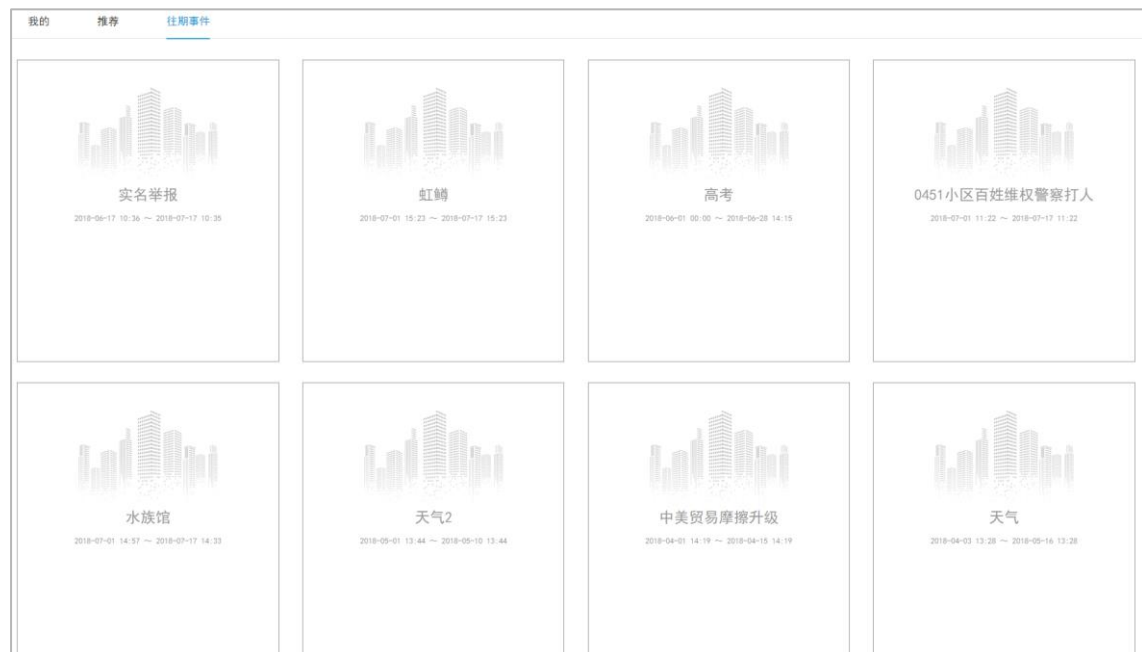 我的 推荐 往期事件
实名举报 虹鳟 高考 0451小区百姓维权警察打人
2018-06-17 10:36 ～ 2018-07-17 10:35 2018-07-01 15:23 ～ 2018-07-17 15:23 2018-06-01 00:00 ～ 2018-06-28 14:15 2018-07-01 11:22 ～ 2018-07-17 11:22
水族馆 天气2 中美贸易摩擦升级 天气
2018-07-01 14:57 ～ 2018-07-17 14:33 2018-05-01 13:44 ～ 2018-05-10 13:44 2018-04-01 14:19 ～ 2018-04-15 14:19 2018-04-03 13:28 ～ 2018-05-16 13:28